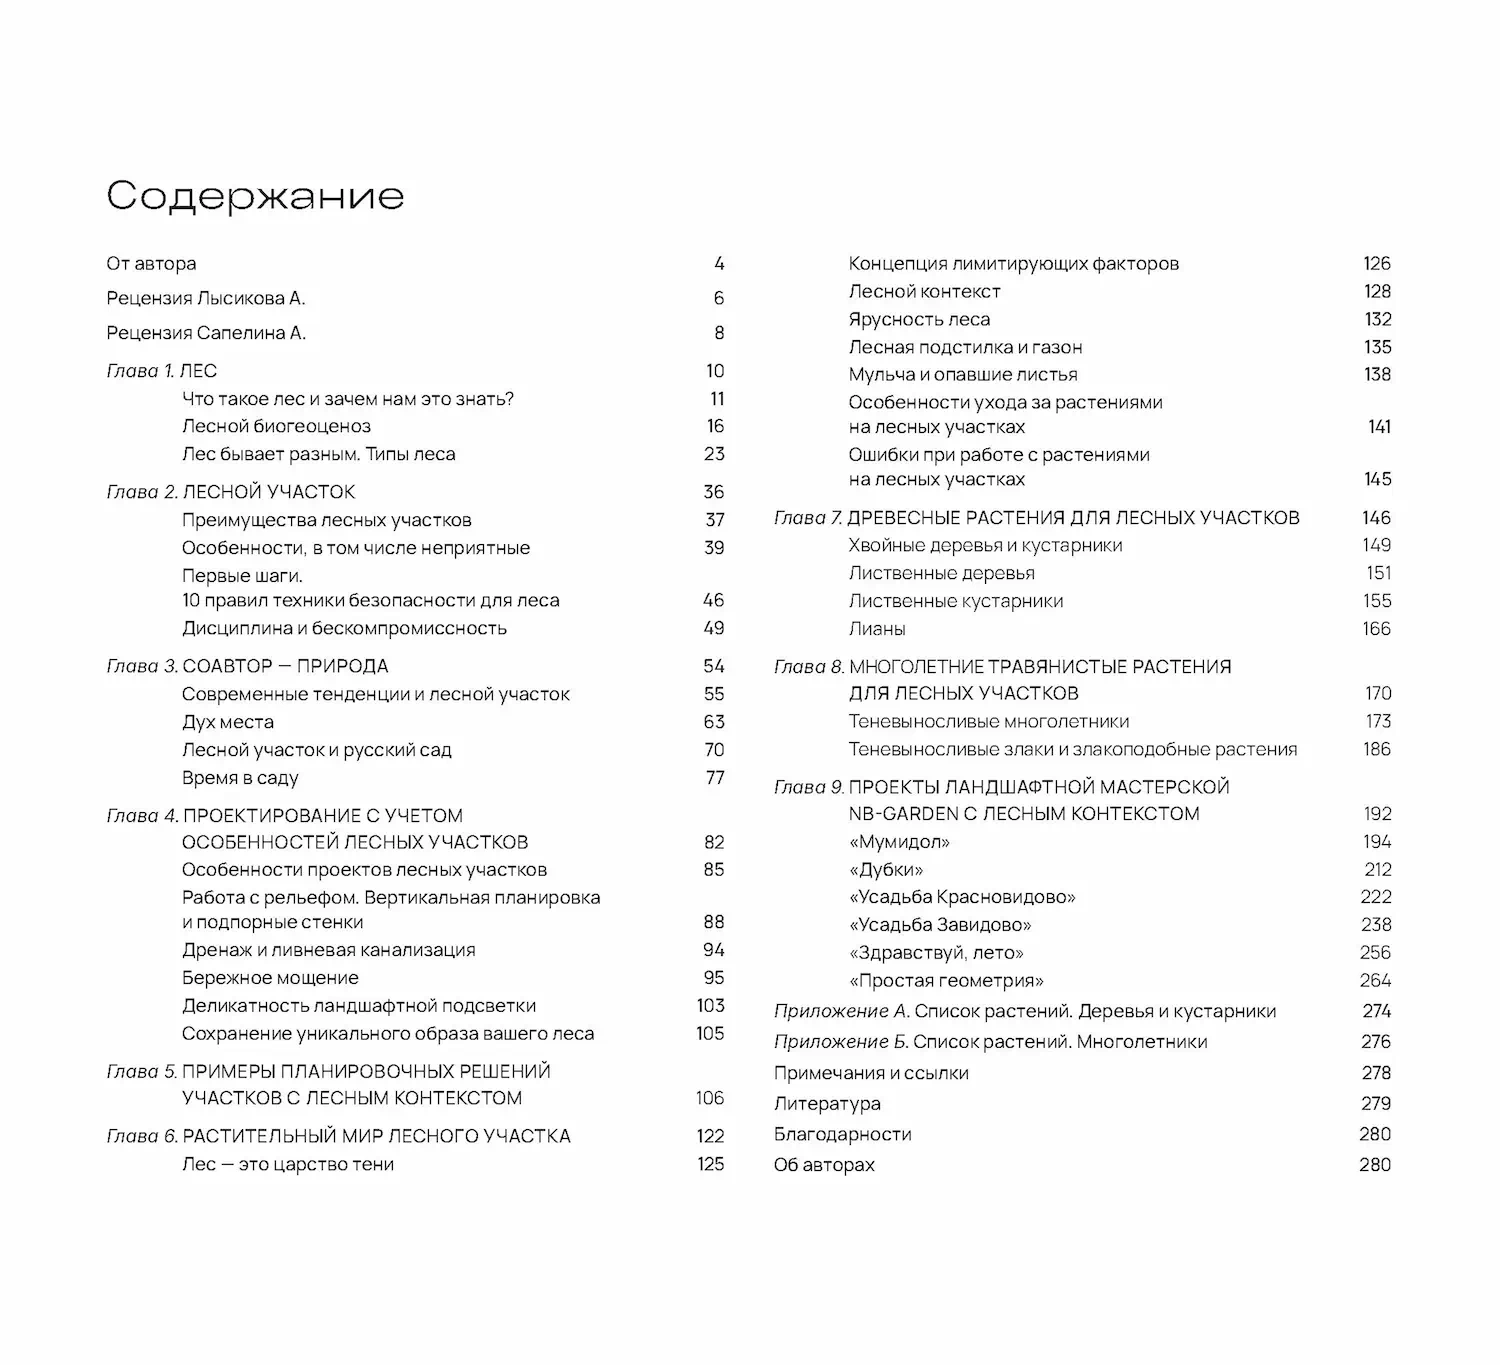 Содержание
От автора 4
Рецензия Лысикова А. 6
Рецензия Сапелина А. 8
Глава 1. ЛЕС 10
Что такое лес и зачем нам это знать? 11
Лесной биогеоценоз 16
Лес бывает разным. Типы леса 23
Глава 2. ЛЕСНОЙ УЧАСТОК 36
Преимущества лесных участков 37
Особенности, в том числе неприятные 39
Первые шаги.
10 правил техники безопасности для леса 46
Дисциплина и бескомпромиссность 49
Глава 3. СОАВТОР — ПРИРОДА 54
Современные тенденции и лесной участок 55
Дух места 63
Лесной участок и русский сад 70
Время в саду 77
Глава 4. ПРОЕКТИРОВАНИЕ С УЧЕТОМ
ОСОБЕННОСТЕЙ ЛЕСНЫХ УЧАСТКОВ 82
Особенности проектов лесных участков 85
Работа с рельефом. Вертикальная планировка
и подпорные стенки 88
Дренаж и ливневая канализация 94
Бережное мощение 95
Деликатность ландшафтной подсветки 103
Сохранение уникального образа вашего леса 105
Глава 5. ПРИМЕРЫ ПЛАНИРОВОЧНЫХ РЕШЕНИЙ
УЧАСТКОВ С ЛЕСНЫМ КОНТЕКСТОМ 106
Глава 6. РАСТИТЕЛЬНЫЙ МИР ЛЕСНОГО УЧАСТКА 122
Лес — это царство тени 125
Концепция лимитирующих факторов 126
Лесной контекст 128
Ярусность леса 132
Лесная подстилка и газон 135
Мульча и опавшие листья 138
Особенности ухода за растениями
на лесных участках 141
Ошибки при работе с растениями
на лесных участках 145
Глава 7. ДРЕВЕСНЫЕ РАСТЕНИЯ ДЛЯ ЛЕСНЫХ УЧАСТКОВ 146
Хвойные деревья и кустарники 149
Лиственные деревья 151
Лиственные кустарники 155
Лианы 166
Глава 8. МНОГОЛЕТНИЕ ТРАВЯНИСТЫЕ РАСТЕНИЯ
ДЛЯ ЛЕСНЫХ УЧАСТКОВ 170
Теневыносливые многолетники 173
Теневыносливые злаки и злакоподобные растения 186
Глава 9. ПРОЕКТЫ ЛАНДШАФТНОЙ МАСТЕРСКОЙ
NB-GARDEN С ЛЕСНЫМ КОНТЕКСТОМ 192
«Мумидол» 194
«Дубки» 212
«Усадьба Красновидово» 222
«Усадьба Завидово» 238
«Здравствуй, лето» 256
«Простая геометрия» 264
Приложение А. Список растений. Деревья и кустарники 274
Приложение Б. Список растений. Многолетники 276
Примечания и ссылки 278
Литература 279
Благодарности 280
Об авторах 280